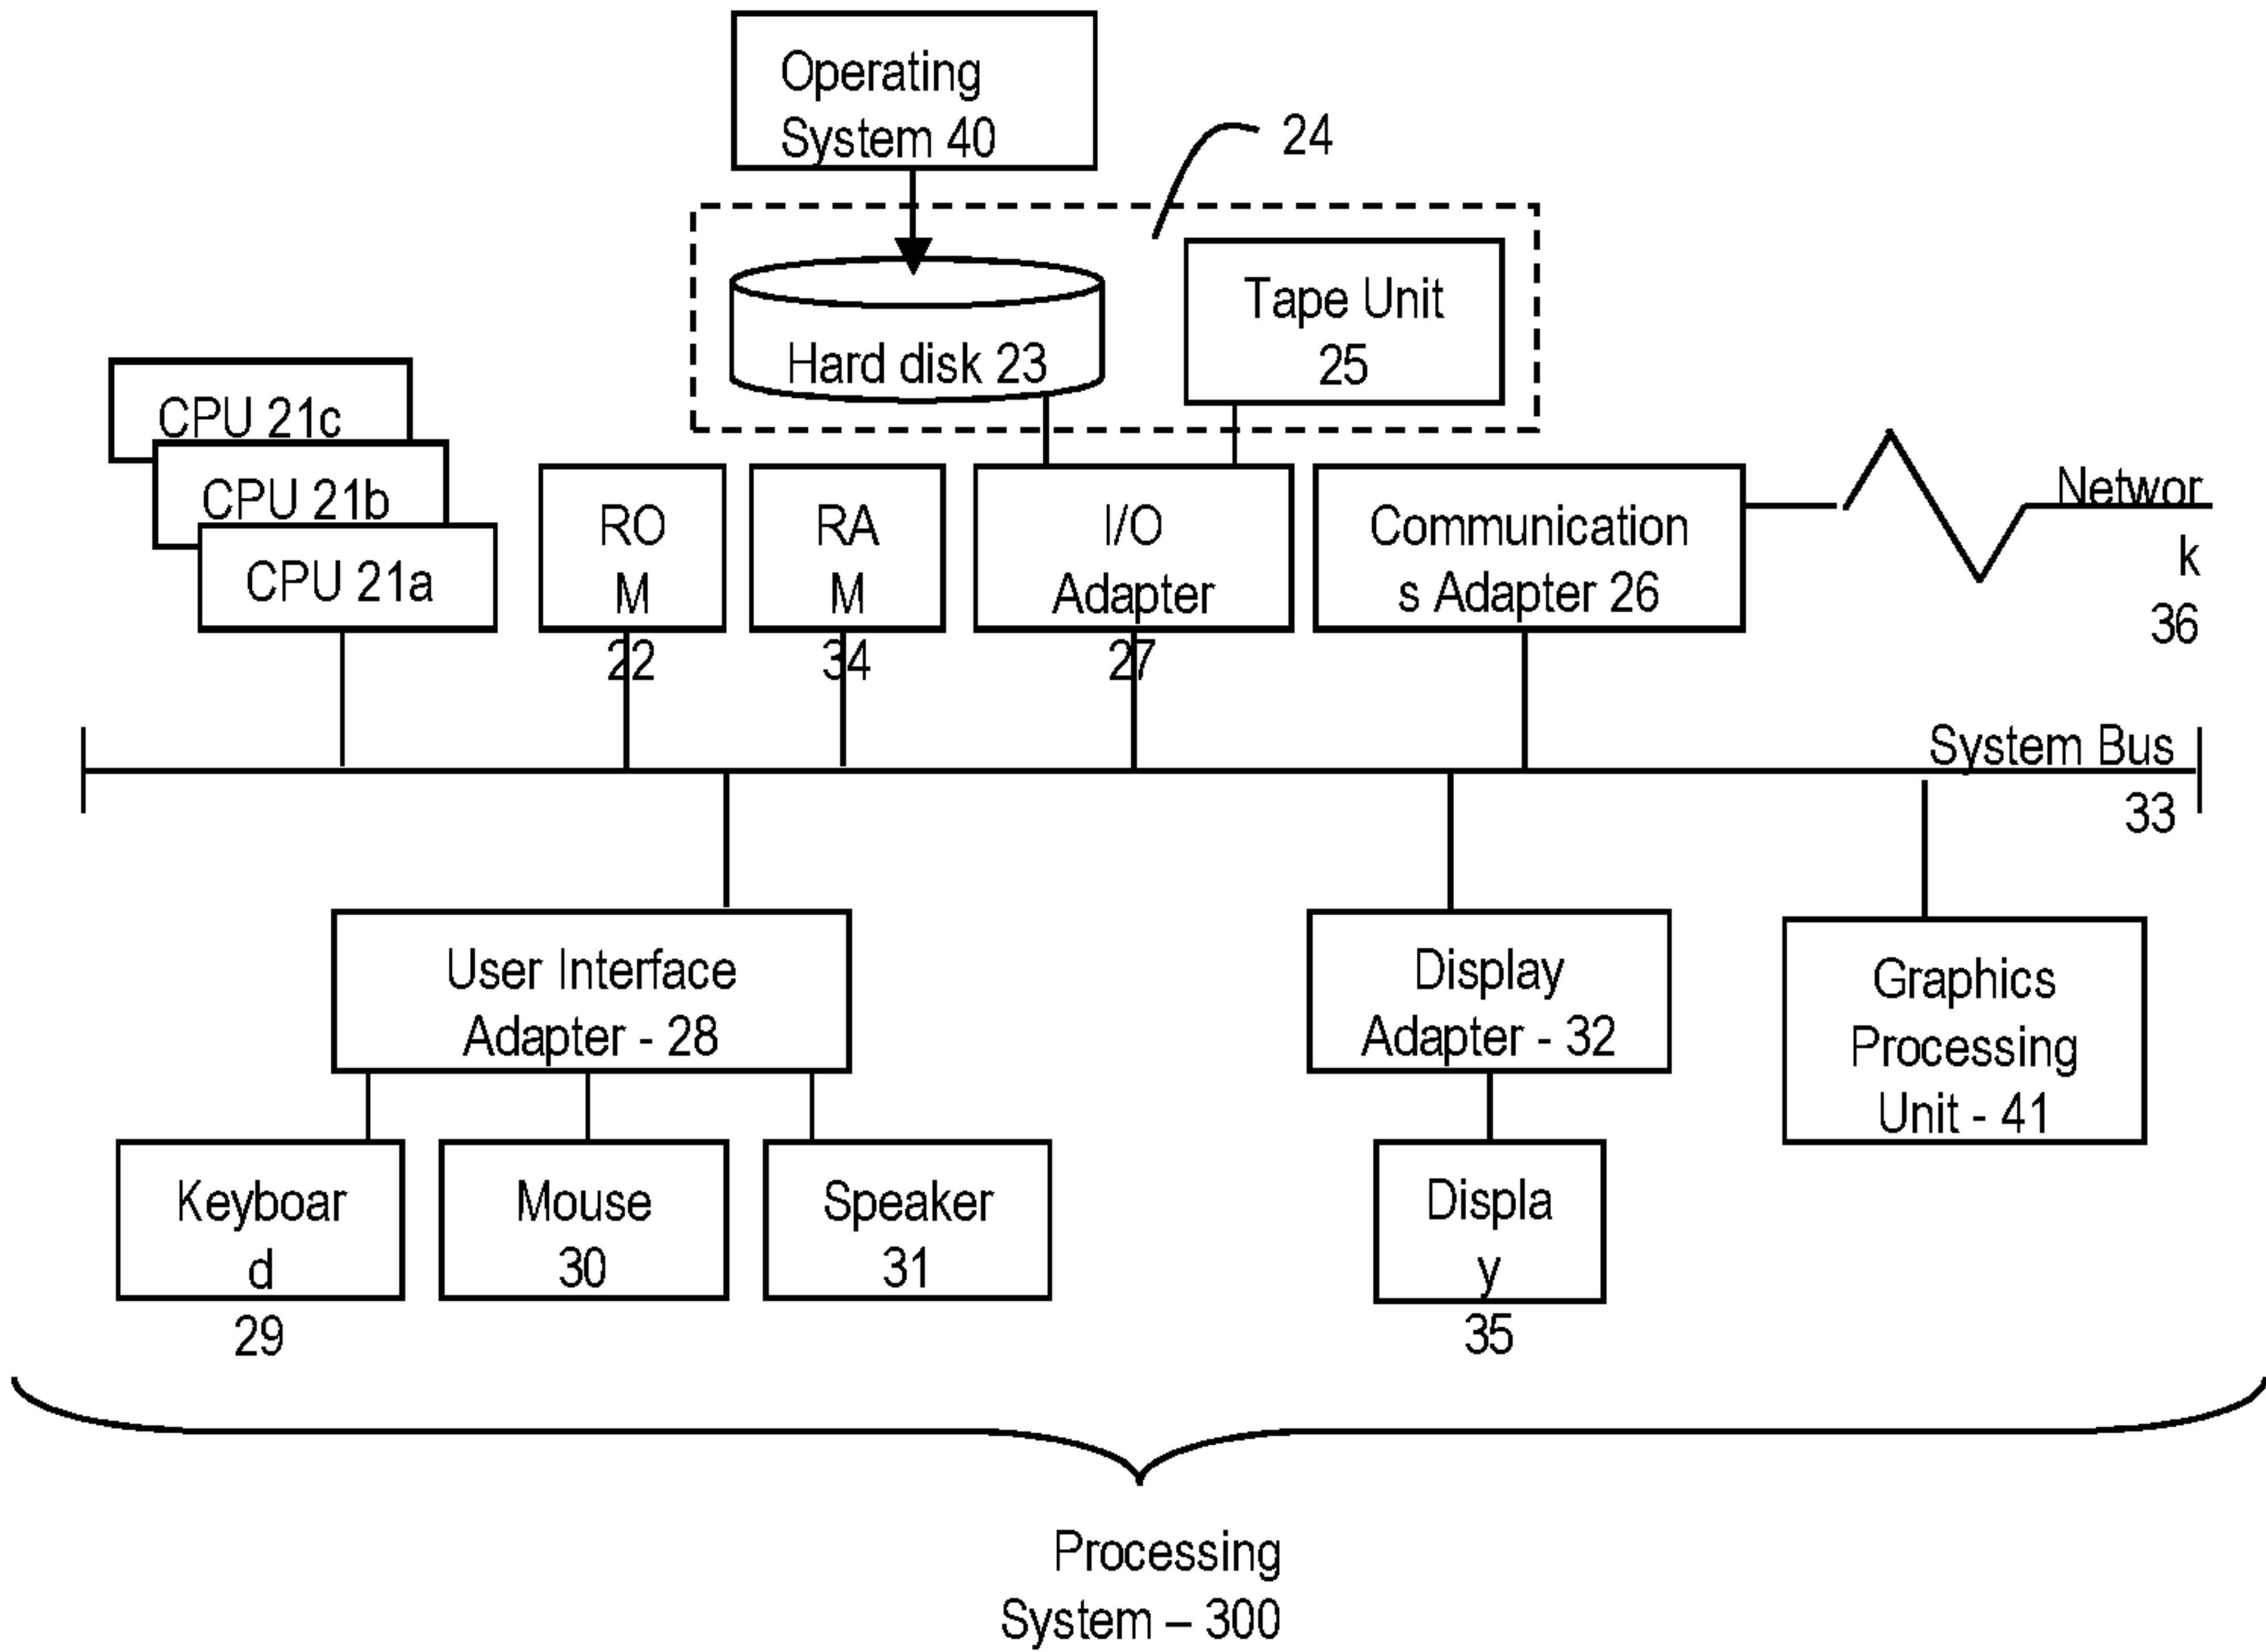 Operating
System 40
24
Hard disk 23
Tape Unit
25
CPU 21c
CPU 21b
CPU 21a
RO
M
22
RA
M
34
I/O
Adapter
27
Communication
s Adapter 26
Networ
k
36
System Bus
33
User Interface
Adapter - 28
Display
Adapter - 32
Graphics
Processing
Unit - 41
Keyboar
d
29
Mouse
30
Speaker
31
Displa
y
35
Processing
System – 300